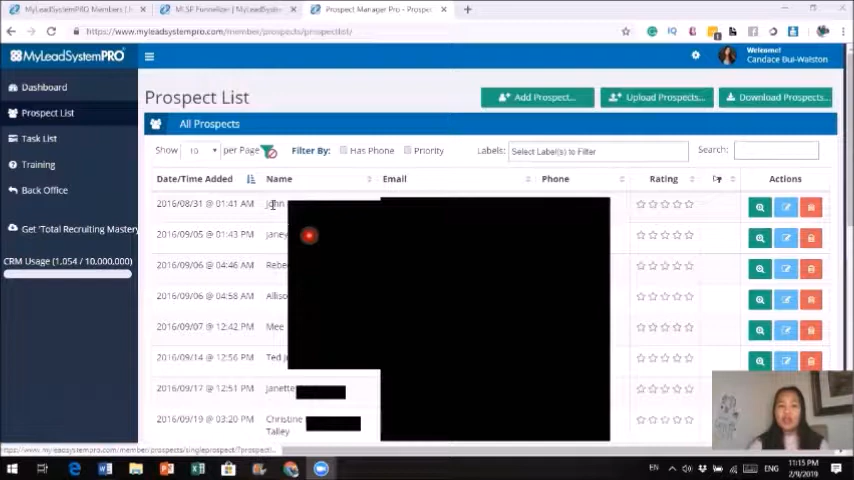 MyLeadSystemPRO Members |
MLSP Funnelizer | MyLeadSystem
Prospect Manager Pro - Prospec
https://www.myleadsystempro.com/member/prospects/prospectlist/
MyLeadSystemPRO
Welcome!
Candace Bui-Walston
Dashboard
Prospect List
Task List
Training
Back Office
Get 'Total Recruiting Mastery
CRM Usage (1,054 / 10,000,000)
Prospect List
Add Prospect...
Upload Prospects...
Download Prospects...
All Prospects
Show 10 per Page Filter By: Has Phone Priority Labels: Select Label(s) to Filter Search:
Date/Time Added Name Email Phone Rating Actions
2016/08/31 @ 01:41 AM John
2016/09/05 @ 01:43 PM Janey
2016/09/06 @ 04:46 AM Rebe
2016/09/06 @ 04:58 AM Alliso
2016/09/07 @ 12:42 PM Mee
2016/09/14 @ 12:56 PM Ted J
2016/09/17 @ 12:51 PM Janette
2016/09/19 @ 03:20 PM Christine
Talley
https://www.myleadsystempro.com/member/prospects/singleprospect/?prospect
EN
ENG
11:15 PM
2/9/2019